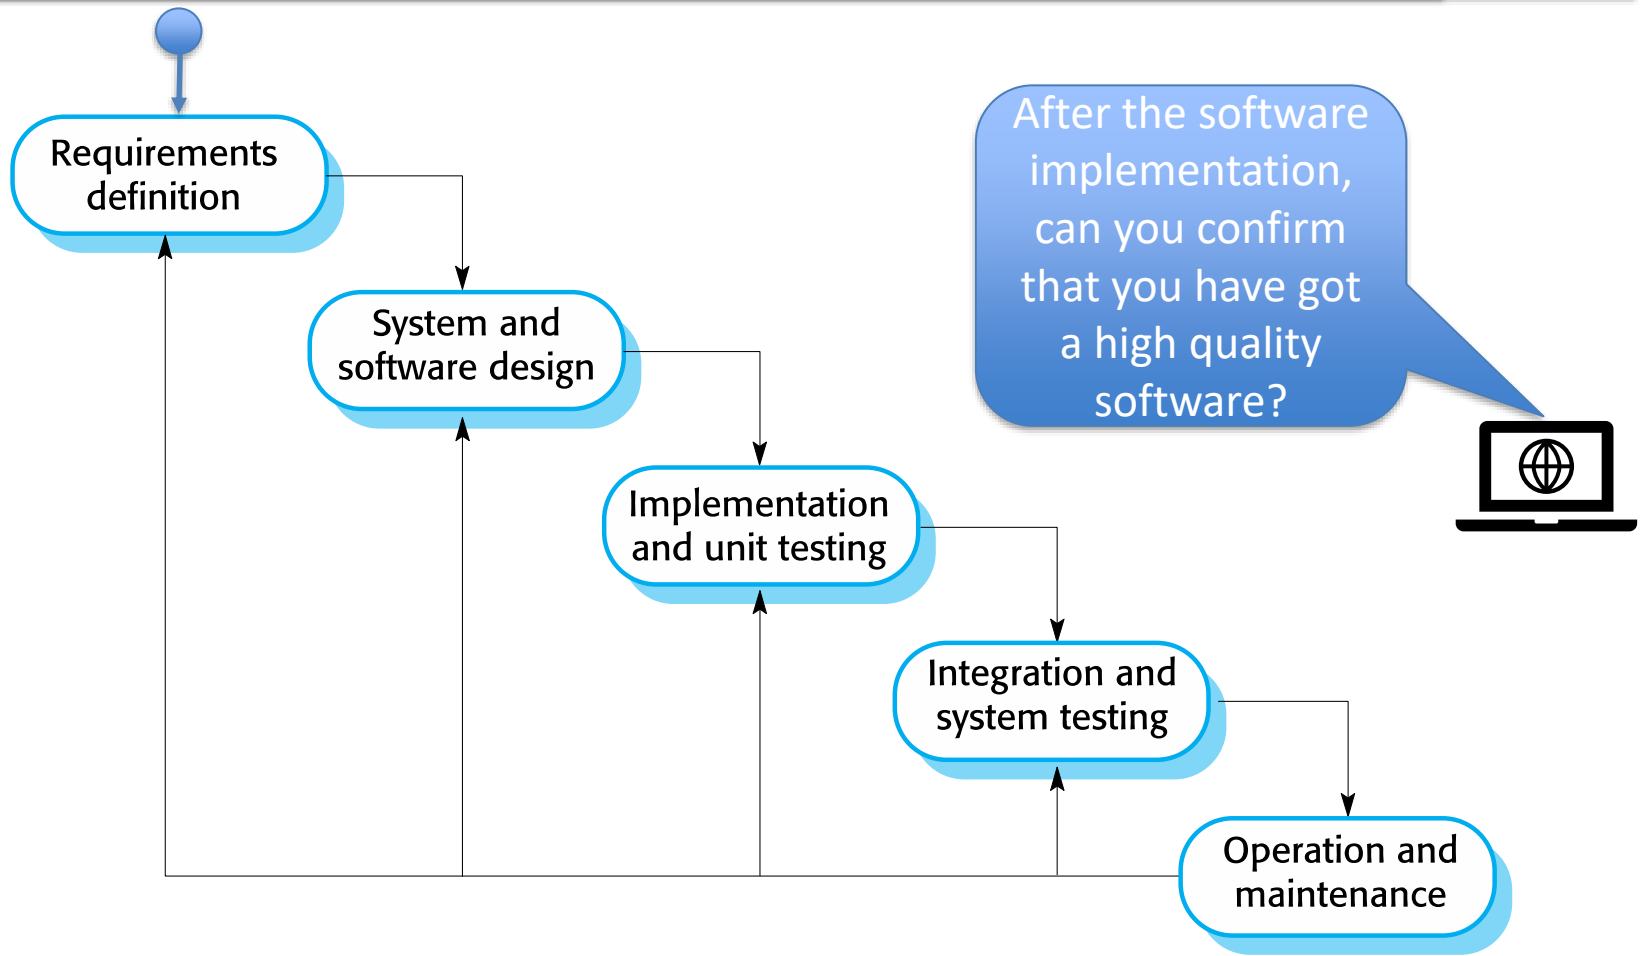 Requirements
definition
After the software
implementation,
can you confirm
that you have got
a high quality
software?
System and
software design
Implementation
and unit testing
Integration and
system testing
Operation and
maintenance